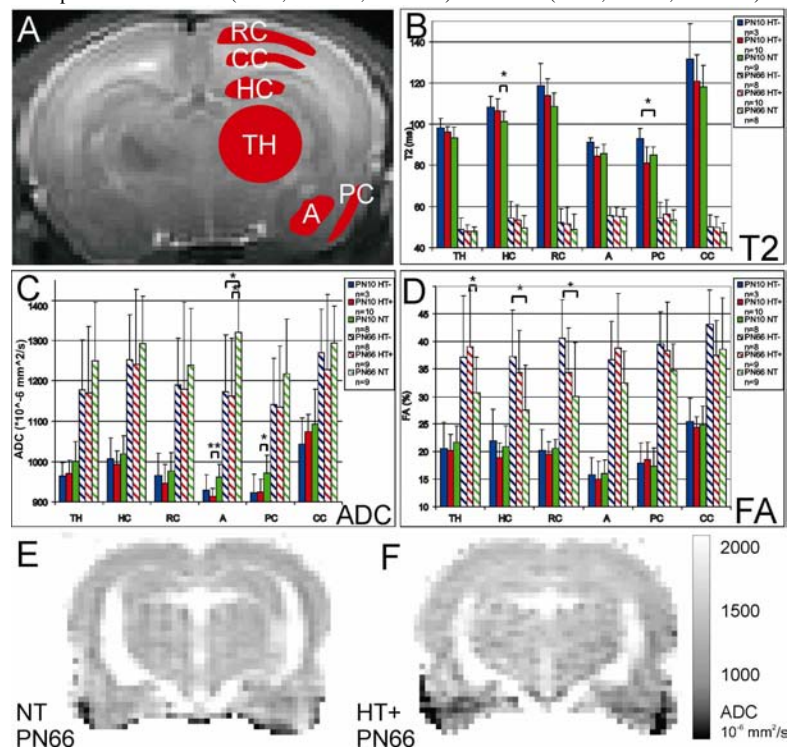 A
RC
CC
HC
TH
A
PC
B
T2 (ms)
140
120
100
80
60
40
TH HC RC A PC CC
*
*
PN10 HT-
n=3
PN10 HT+
n=10
PN10 NT
n=9
PN66 HT-
n=8
PN66 HT+
n=10
PN66 NT
n=8
T2
C
ADC (*10^-6 mm^2/s)
1400
1300
1200
1100
1000
900
TH HC RC A PC CC
*
*
**
*
PN10 HT-
n=3
PN10 HT+
n=10
PN10 NT
n=8
PN66 HT-
n=8
PN66 HT+
n=9
PN66 NT
n=9
ADC
D
FA (%)
45
40
35
30
25
20
15
10
TH HC RC A PC CC
*
*
*
PN10 HT-
n=3
PN10 HT+
n=10
PN10 NT
n=8
PN66 HT-
n=8
PN66 HT+
n=9
PN66 NT
n=9
FA
E
NT
PN66
F
HT+
PN66
2000
1500
1000
ADC
10⁻⁶ mm²/s